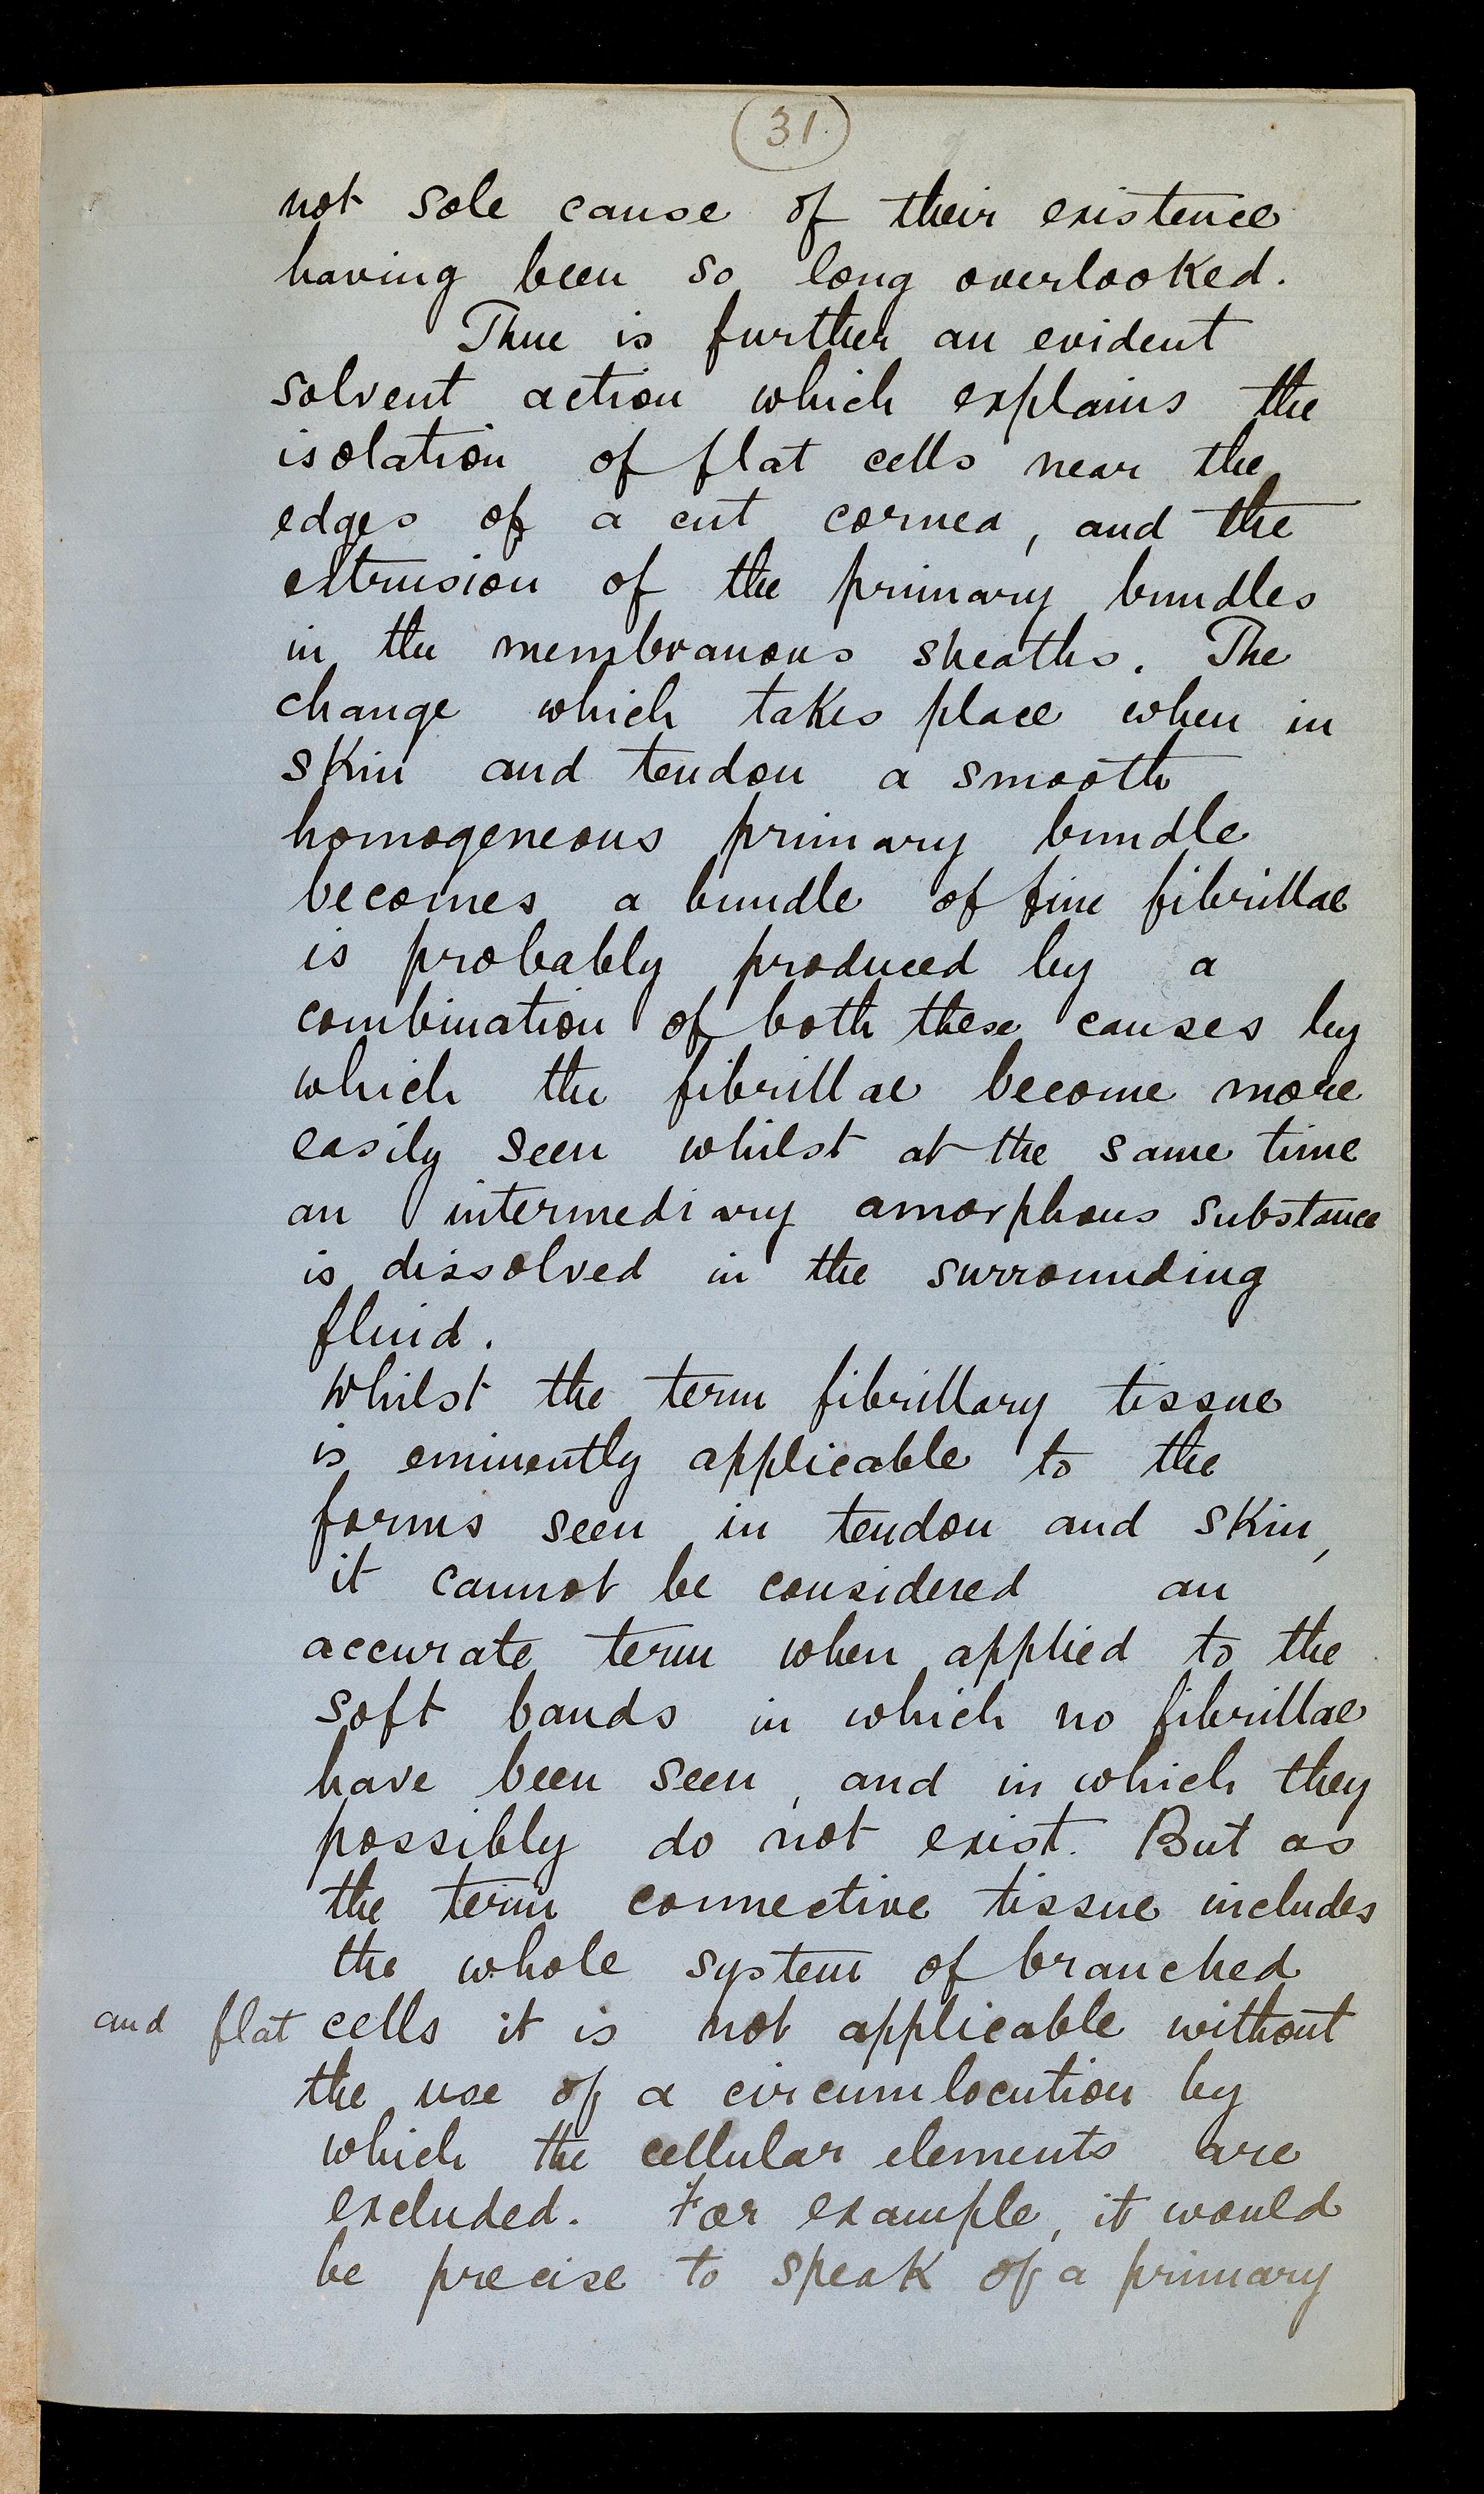 31.
not sole cause of their existence
having been so long overlooked.
There is further an evident
solvent action which explains the
isolation of flat cells near the
edges of a cut cornea, and the
extrusion of the primary bundles
in the membranous sheaths. The
change which takes place when in
skin and tendon a smooth
homogeneous primary bundle
becomes a bundle of fine fibrillae
is probably produced by a
combination of both these causes by
which the fibrillae become more
easily seen whilst at the same time
an intermediary amorphous substance
is dissolved in the surrounding
fluid.
Whilst the term fibrillary tissue
is eminently applicable to the
forms seen in tendon and skin,
it cannot be considered an
accurate term when applied to the
soft bands in which no fibrillae
have been seen, and in which they
possibly do not exist. But as
the term connective tissue includes
the whole system of branched
and flat cells it is not applicable without
the use of a circumlocution by
which the cellular elements are
excluded. For example, it would
be precise to speak of a primary